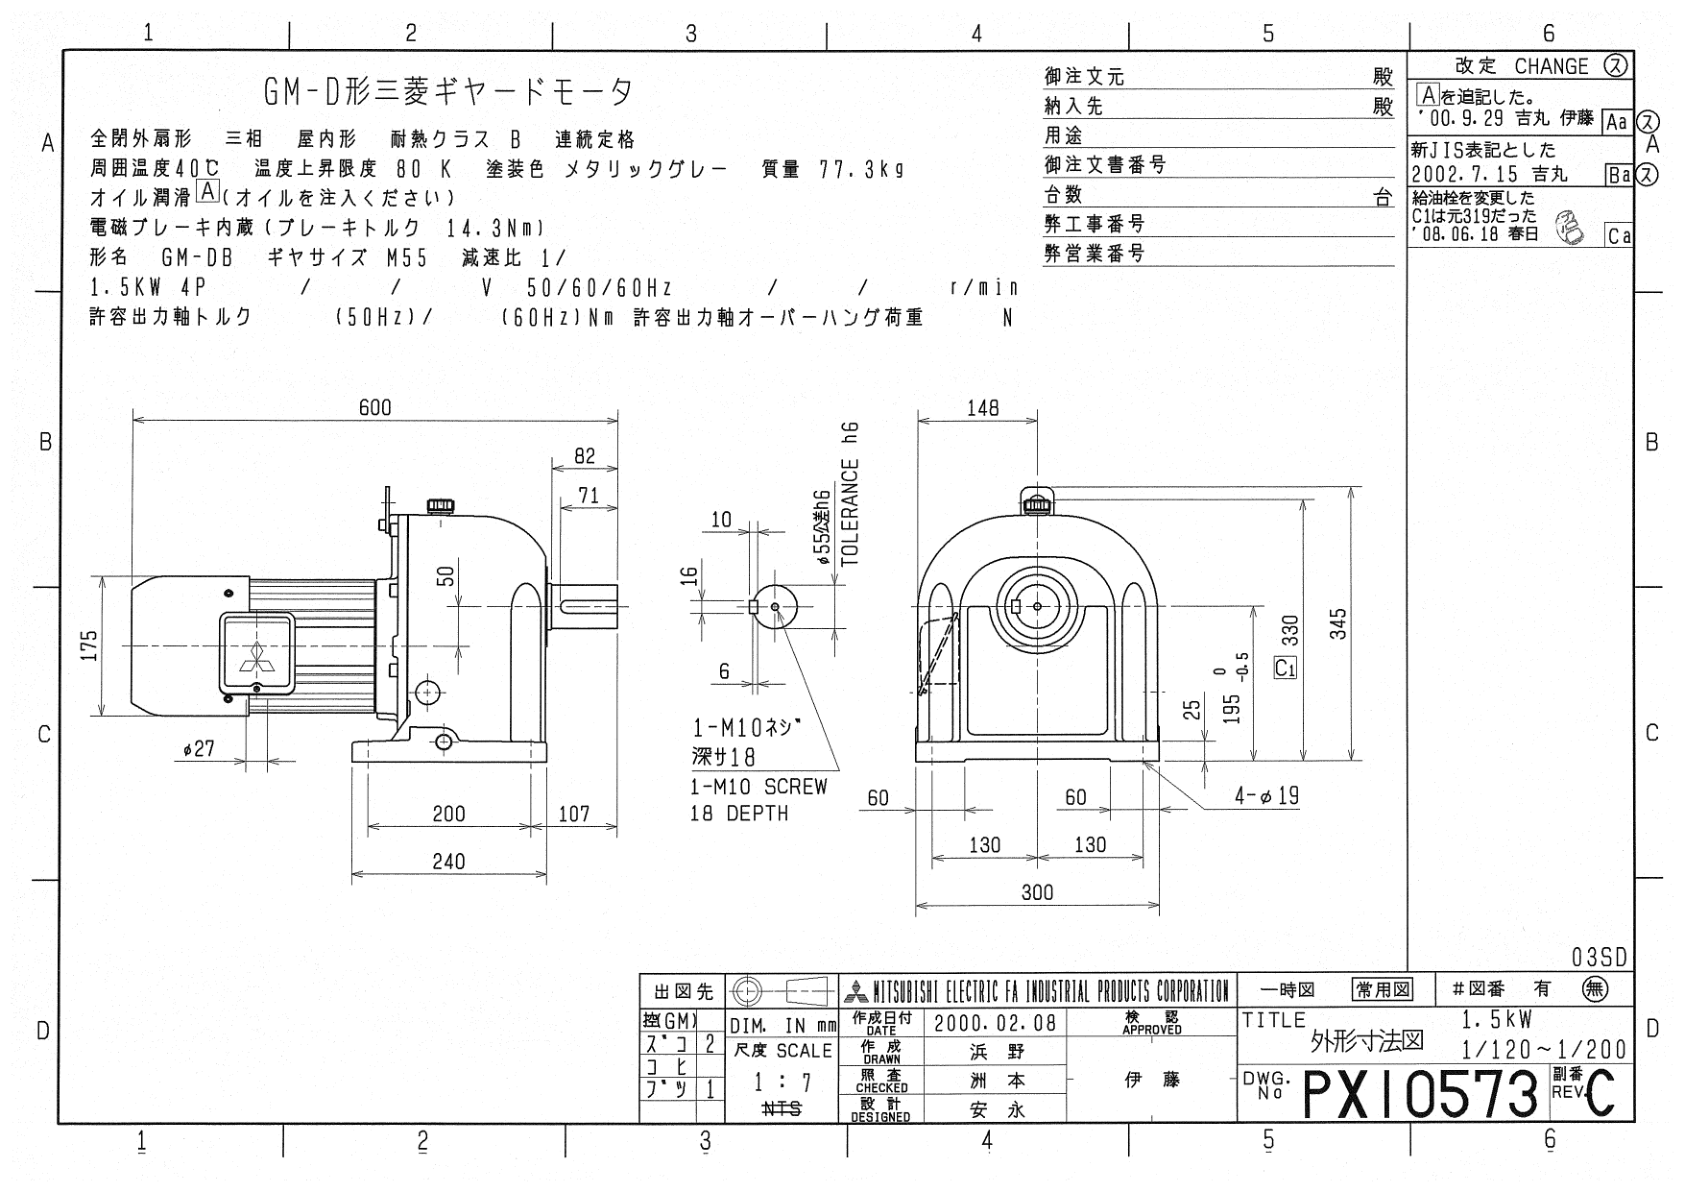 1 2 3 4 5 6
GM-D形三菱ギヤードモータ
全閉外扇形 三相 屋内形 耐熱クラス B 連続定格
周囲温度40℃ 温度上昇限度 80 K 塗装色 メタリックグレー 質量 77.3kg
オイル潤滑 A (オイルを注入ください)
電磁ブレーキ内蔵(ブレーキトルク 14.3Nm)
形名 GM-DB ギヤサイズ M55 減速比 1/
1.5KW 4P / / V 50/60/60Hz / / r/min
許容出力軸トルク (50Hz)/ (60Hz)Nm 許容出力軸オーバーハング荷重 N
御注文元 殿
納入先 殿
用途
御注文書番号
台数 台
弊工事番号
弊営業番号
改定 CHANGE ス
A を追記した。
'00.9.29 吉丸 伊藤 Aa ス
新JIS表記とした
2002.7.15 吉丸 Ba ス
給油栓を変更した
C1は元319だった
'08.06.18 春日 Ca
A
A
B
B
C
C
D
D
600
82
71
50
175
φ27
200
107
240
10
16
6
φ55公差h6
TOLERANCE h6
1-M10ネジ
深サ18
1-M10 SCREW
18 DEPTH
148
345
330
C1
195 0 -0.5
25
60
60
4-φ19
130
130
300
03SD
出図先
控(GM)
ズコ 2
コヒ
ブツ 1
DIM. IN mm
尺度 SCALE
1 : 7
NTS
MITSUBISHI ELECTRIC FA INDUSTRIAL PRODUCTS CORPORATION
作成日付 DATE 2000.02.08
検認 APPROVED
作成 DRAWN 浜野
照査 CHECKED 洲本
伊藤
設計 DESIGNED 安永
一時図 常用図 #図番 有 無
TITLE
外形寸法図
1.5kW
1/120~1/200
DWG. No PX10573
副番 REV. C
1 2 3 4 5 6